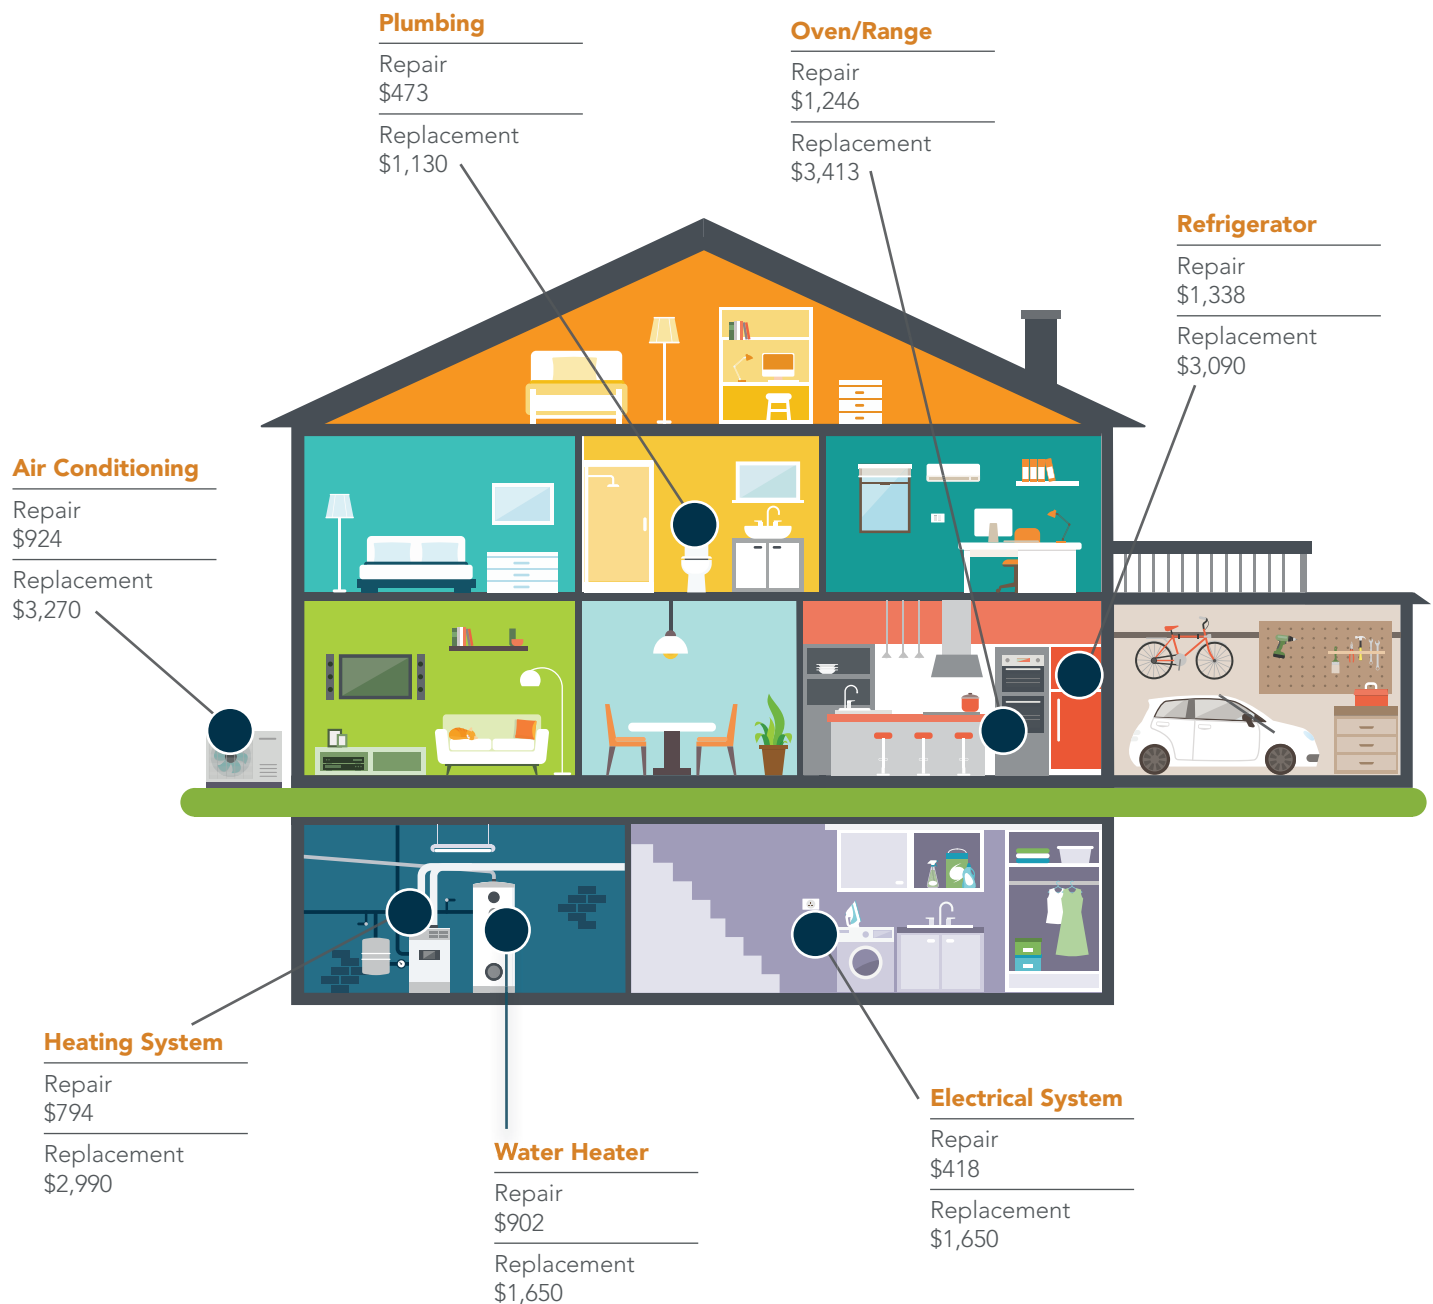 Plumbing
Repair
$473
Replacement
$1,130
Oven/Range
Repair
$1,246
Replacement
$3,413
Refrigerator
Repair
$1,338
Replacement
$3,090
Air Conditioning
Repair
$924
Replacement
$3,270
Heating System
Repair
$794
Replacement
$2,990
Water Heater
Repair
$902
Replacement
$1,650
Electrical System
Repair
$418
Replacement
$1,650